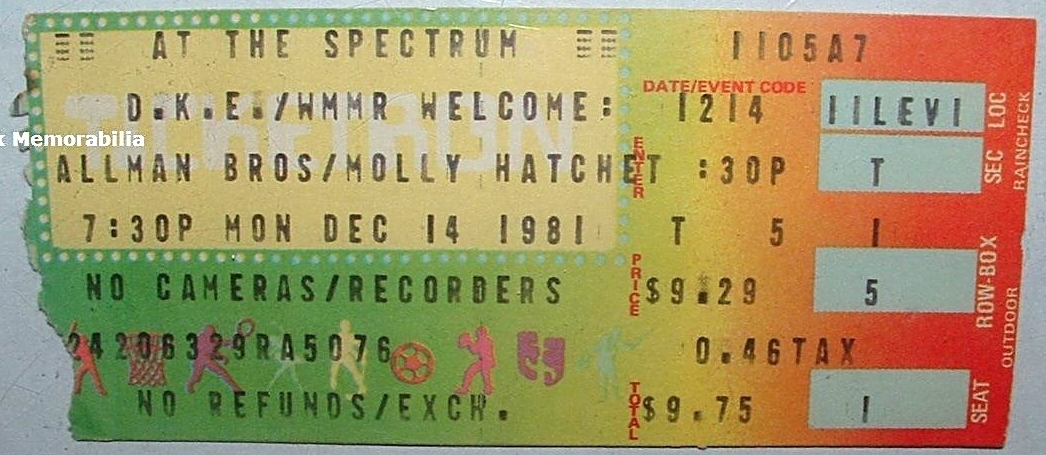 AT THE SPECTRUM
D.K.E./WMMR WELCOME:
ALLMAN BROS/MOLLY HATCHET
7:30P MON DEC 14 1981
NO CAMERAS/RECORDERS
24206329RA5076
NO REFUNDS/EXCH.
Memorabilia
TICKETRON
1105A7
DATE/EVENT CODE
1214
ENTER
:30P
T 5 1
PRICE
$9.29
0.46TAX
TOTAL
$9.75
11LEV1
LOC
T
SEC
5
ROW-BOX
1
SEAT
RAINCHECK
OUTDOOR